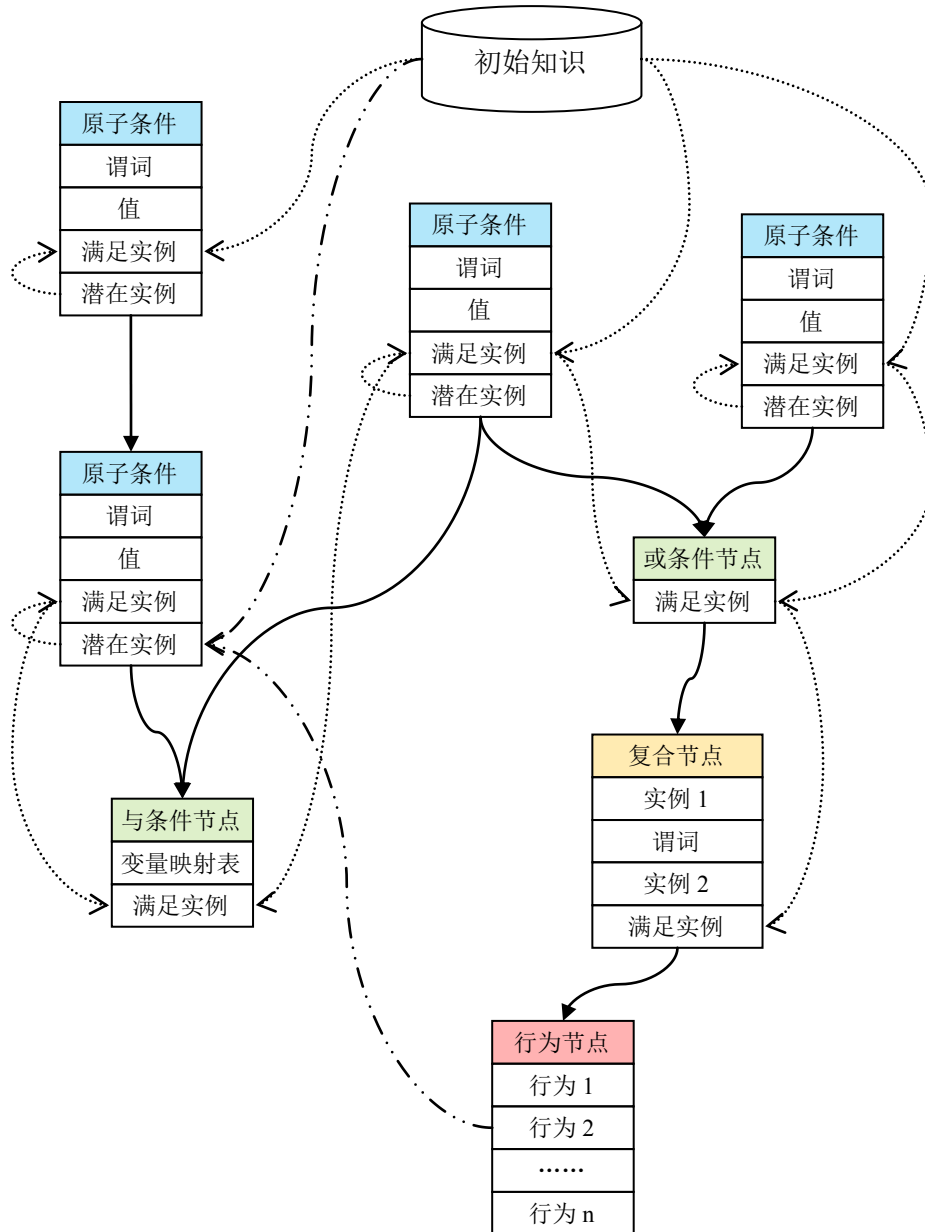 初始知识
原子条件
谓词
值
满足实例
潜在实例
原子条件
谓词
值
满足实例
潜在实例
原子条件
谓词
值
满足实例
潜在实例
原子条件
谓词
值
满足实例
潜在实例
或条件节点
满足实例
与条件节点
变量映射表
满足实例
复合节点
实例 1
谓词
实例 2
满足实例
行为节点
行为 1
行为 2
……
行为 n